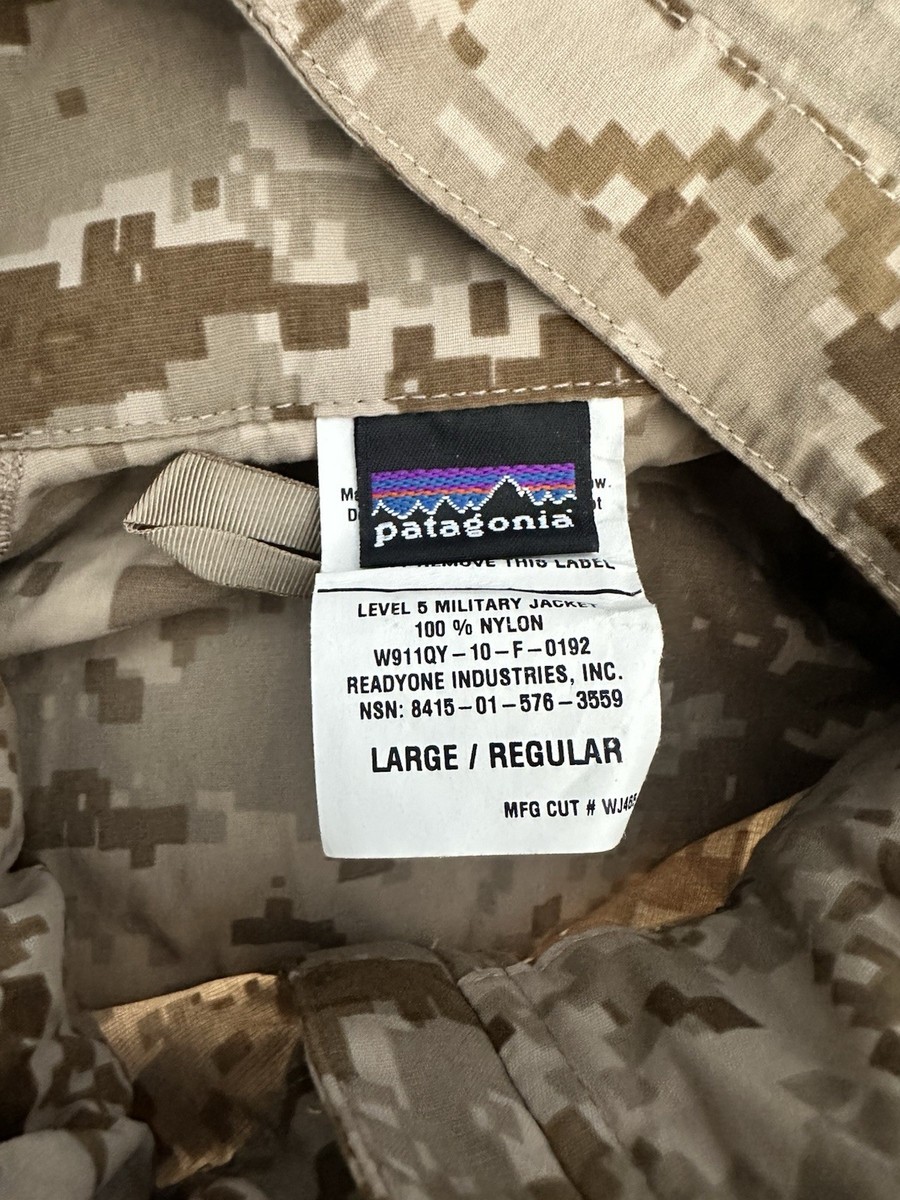 patagonia
REMOVE THIS LABEL
LEVEL 5 MILITARY JACKET
100 % NYLON
W911QY-10-F-0192
READYONE INDUSTRIES, INC.
NSN: 8415-01-576-3559
LARGE / REGULAR
MFG CUT # WJ465